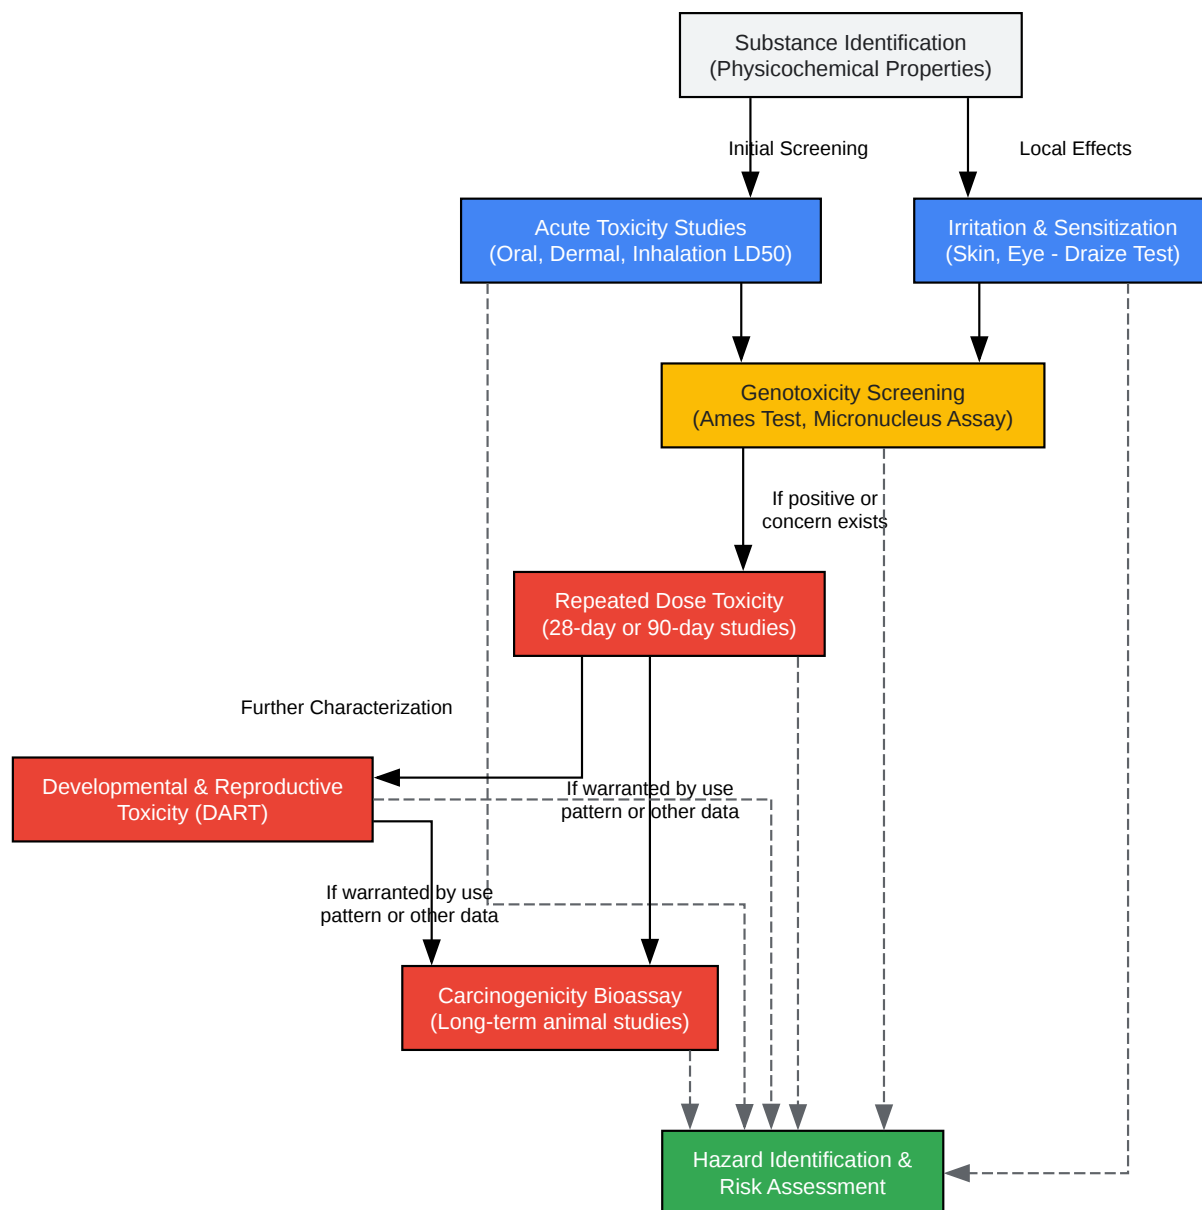 Substance Identification
(Physicochemical Properties)
Initial Screening
Local Effects
Acute Toxicity Studies
(Oral, Dermal, Inhalation LD50)
Irritation & Sensitization
(Skin, Eye - Draize Test)
Genotoxicity Screening
(Ames Test, Micronucleus Assay)
If positive or
concern exists
Repeated Dose Toxicity
(28-day or 90-day studies)
Further Characterization
Developmental & Reproductive
Toxicity (DART)
If warranted by use
pattern or other data
If warranted by use
pattern or other data
Carcinogenicity Bioassay
(Long-term animal studies)
Hazard Identification &
Risk Assessment